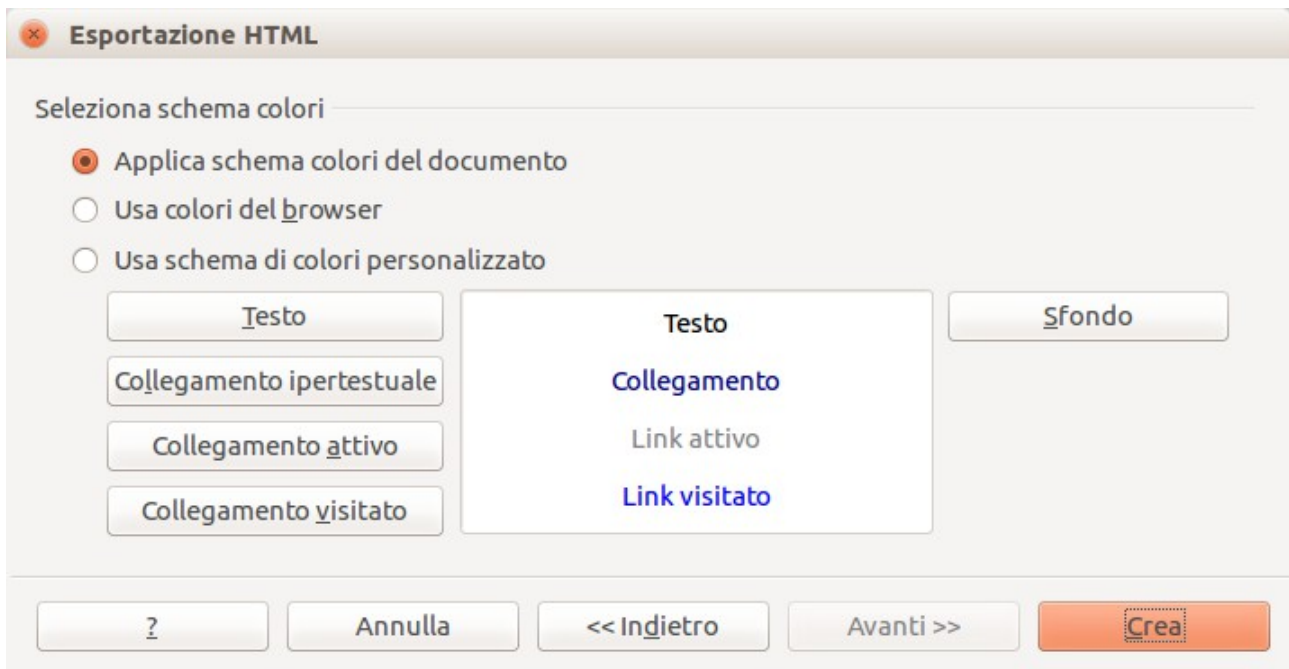 Esportazione HTML
Seleziona schema colori
Applica schema colori del documento
Usa colori del browser
Usa schema di colori personalizzato
Testo
Testo
Sfondo
Collegamento ipertestuale
Collegamento
Collegamento attivo
Link attivo
Collegamento visitato
Link visitato
?
Annulla
<< Indietro
Avanti >>
Crea